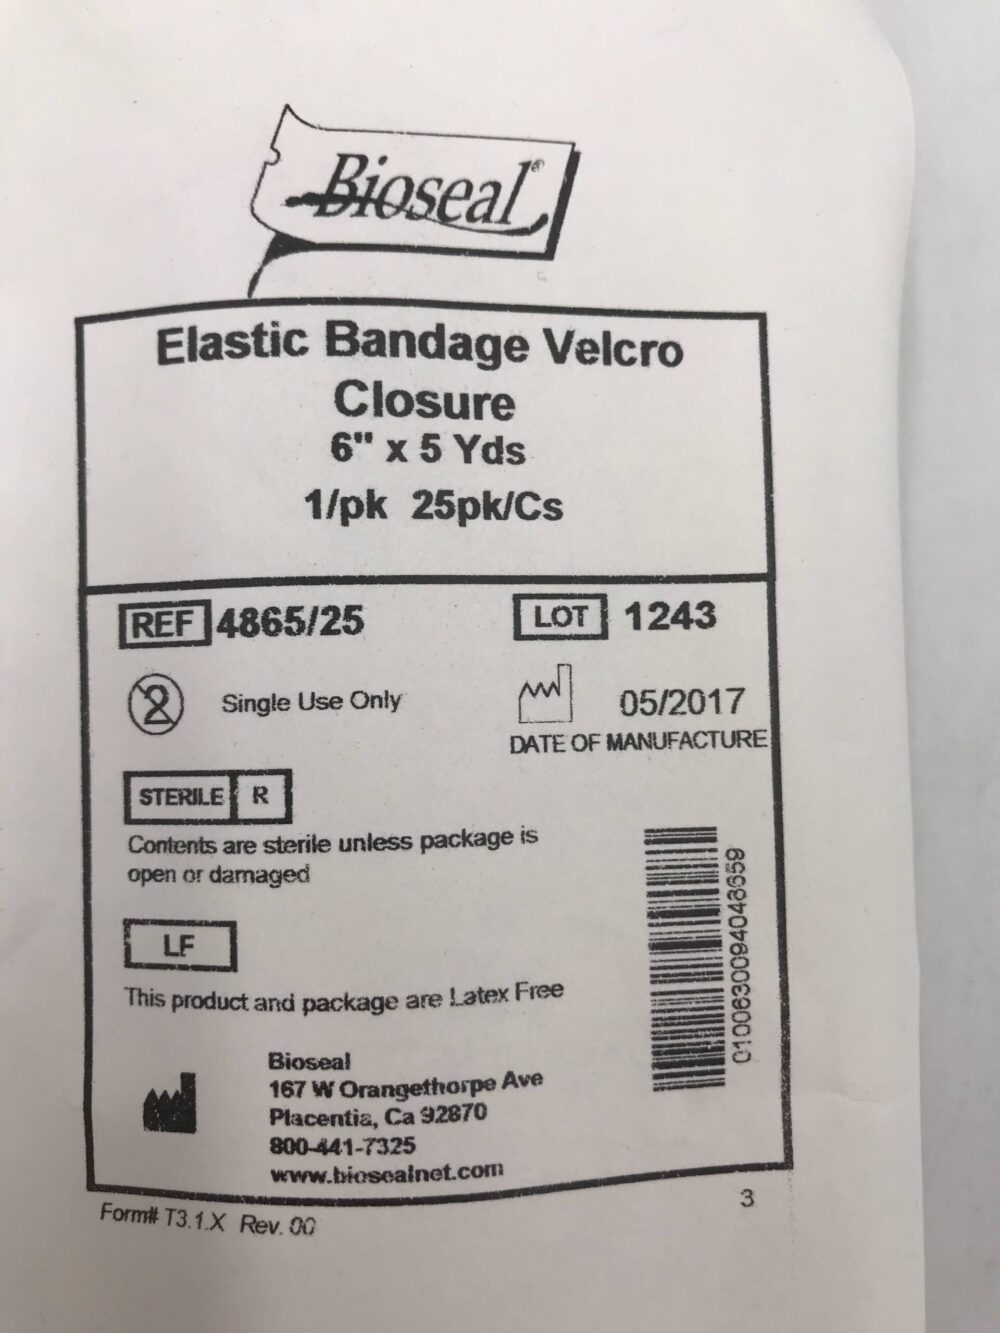 Bioseal®
Elastic Bandage Velcro
Closure
6" x 5 Yds
1/pk 25pk/Cs
REF 4865/25
LOT 1243
2 Single Use Only
05/2017
DATE OF MANUFACTURE
STERILE R
Contents are sterile unless package is
open or damaged
LF
This product and package are Latex Free
0100630094048659
Bioseal
167 W Orangethorpe Ave
Placentia, Ca 92870
800-441-7325
www.biosealnet.com
Form# T3.1.X Rev. 00
3